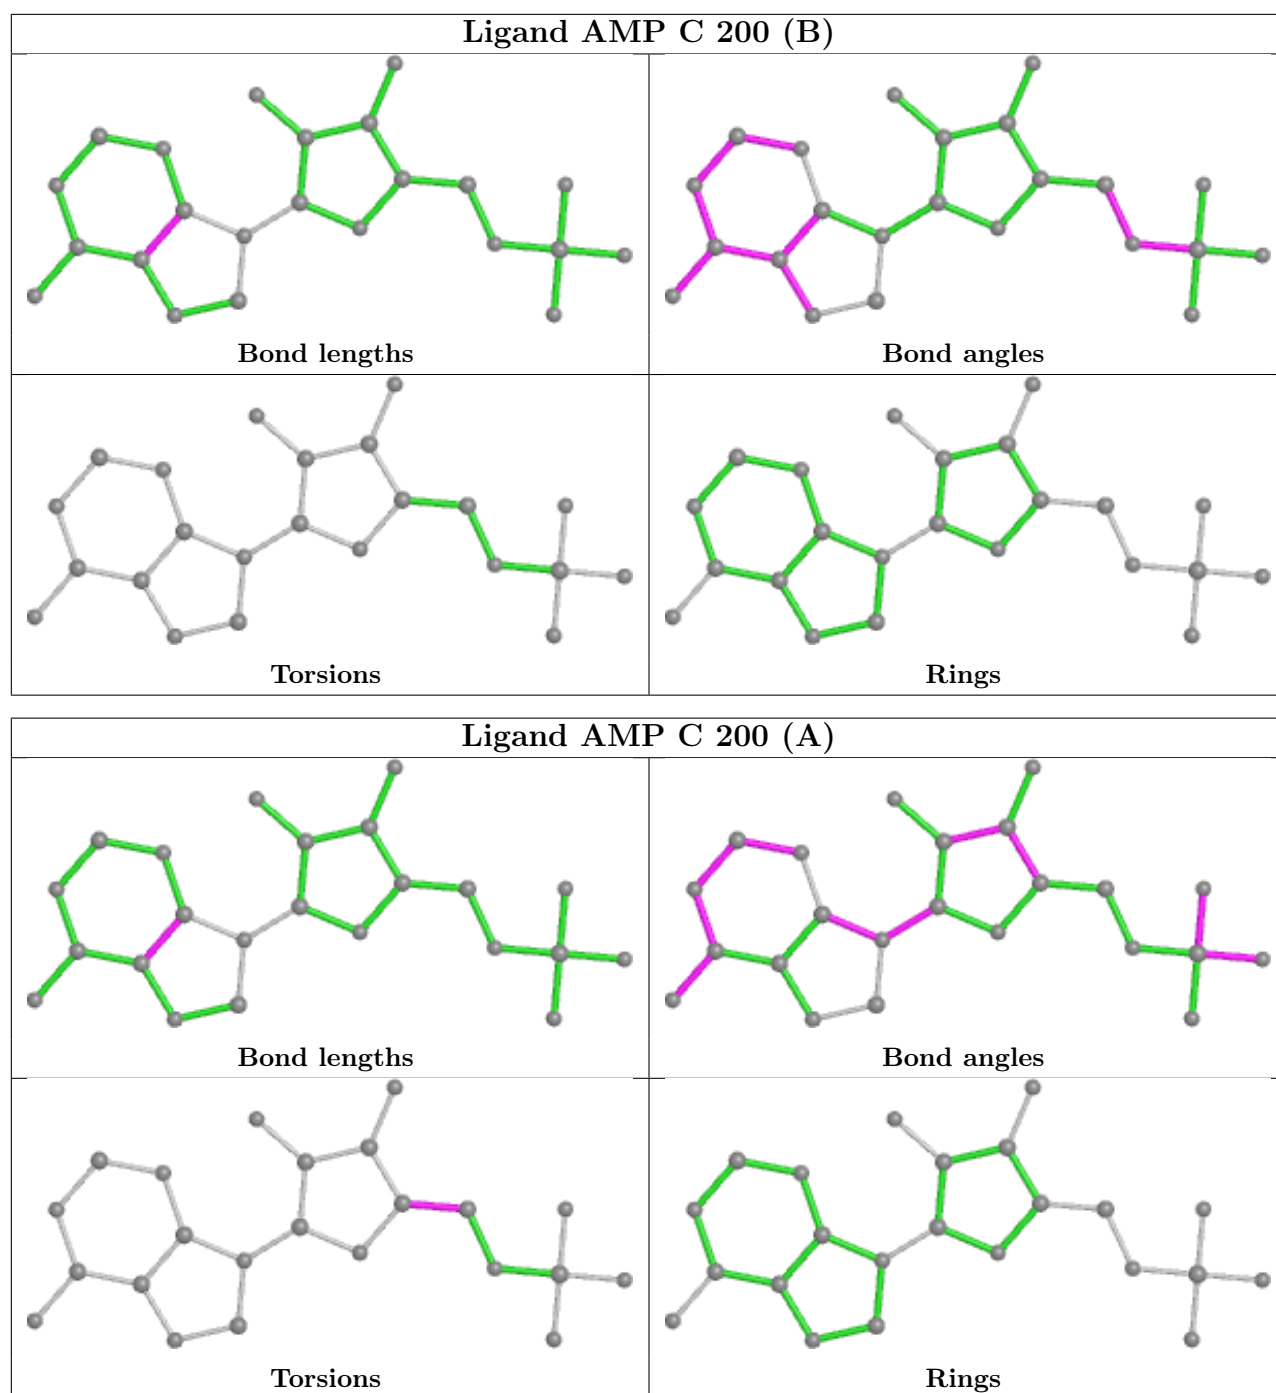 Ligand AMP C 200 (B)
Bond lengths
Bond angles
Torsions
Rings
Ligand AMP C 200 (A)
Bond lengths
Bond angles
Torsions
Rings